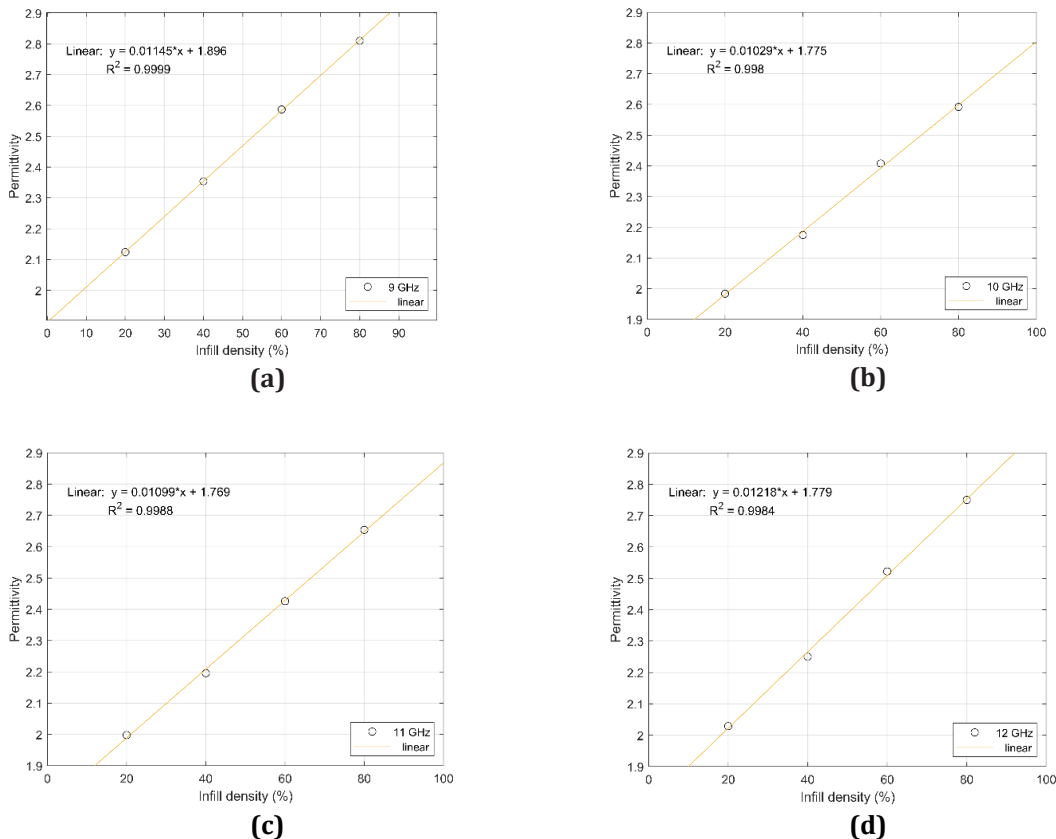 2.9
2.8
2.7
2.6
2.5
2.4
2.3
2.2
2.1
2
Permittivity
Linear: y = 0.01145*x + 1.896
R² = 0.9999
9 GHz
linear
0 10 20 30 40 50 60 70 80 90
Infill density (%)
(a)
2.9
2.8
2.7
2.6
2.5
2.4
2.3
2.2
2.1
2
1.9
Permittivity
Linear: y = 0.01029*x + 1.775
R² = 0.998
10 GHz
linear
0 20 40 60 80 100
Infill density (%)
(b)
2.9
2.8
2.7
2.6
2.5
2.4
2.3
2.2
2.1
2
1.9
Permittivity
Linear: y = 0.01099*x + 1.769
R² = 0.9988
11 GHz
linear
0 20 40 60 80 100
Infill density (%)
(c)
2.9
2.8
2.7
2.6
2.5
2.4
2.3
2.2
2.1
2
1.9
Permittivity
Linear: y = 0.01218*x + 1.779
R² = 0.9984
12 GHz
linear
0 20 40 60 80 100
Infill density (%)
(d)